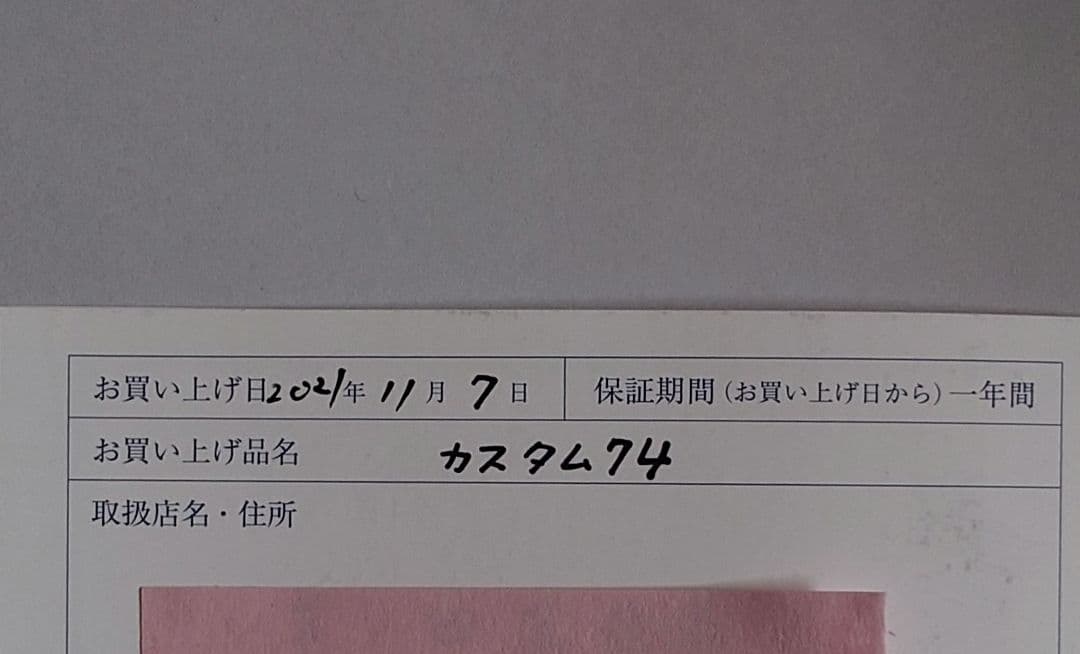 お買い上げ日2021年11月7日 保証期間(お買い上げ日から)一年間
お買い上げ品名 カスタム74
取扱店名・住所